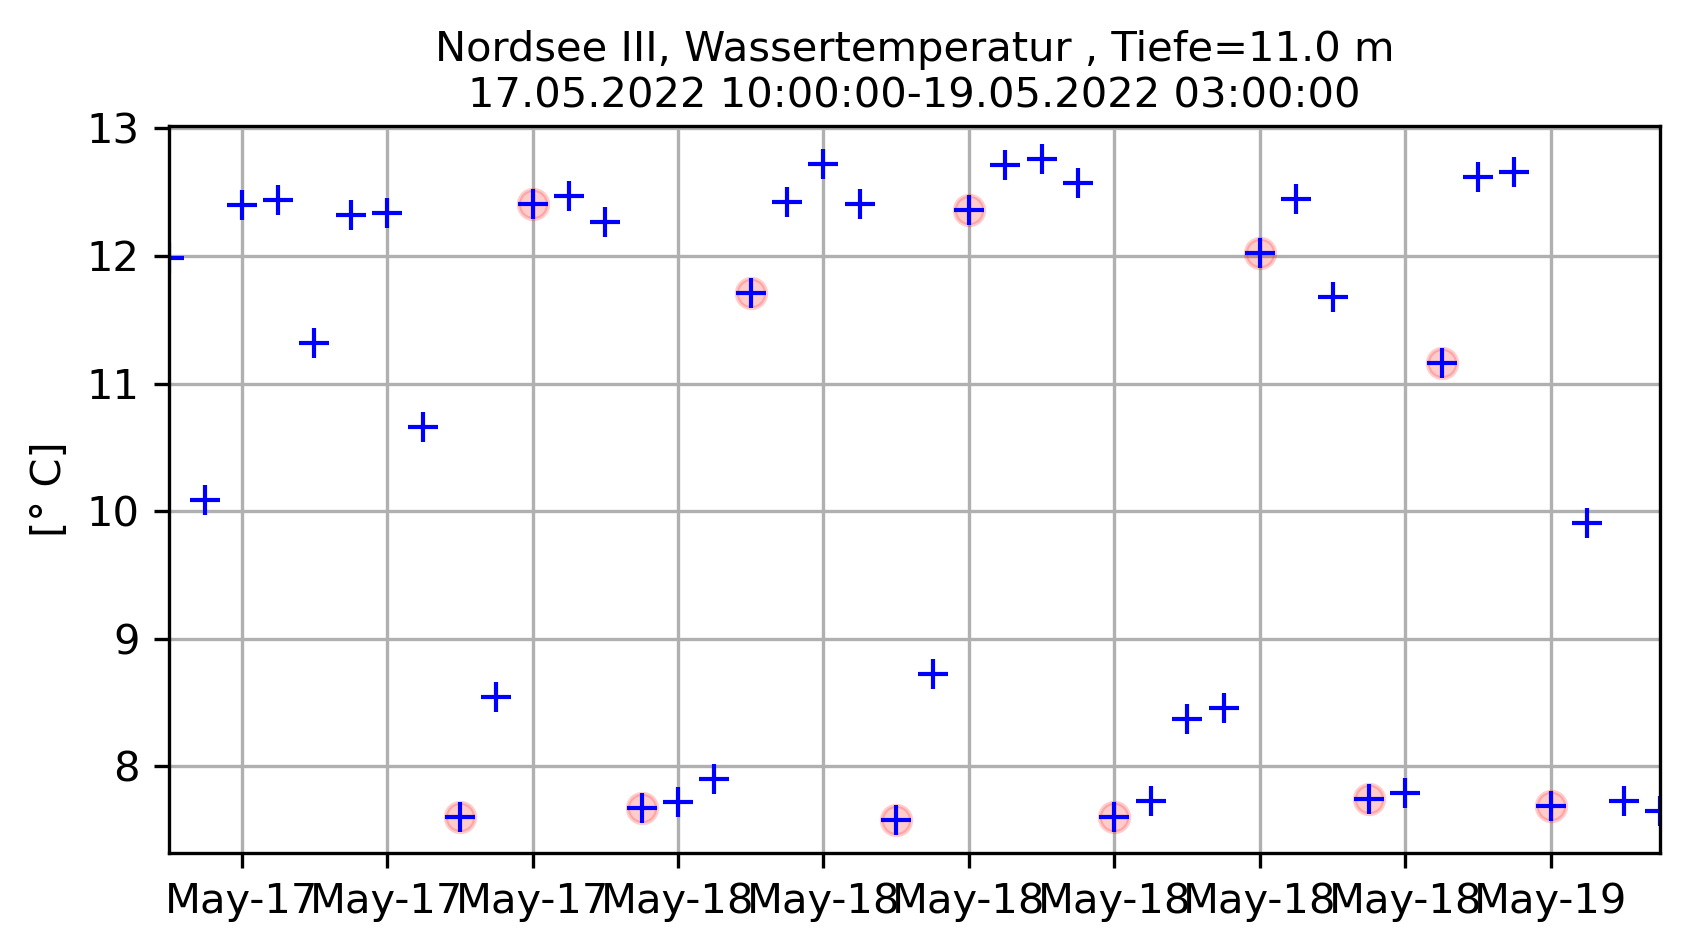 Nordsee III, Wassertemperatur , Tiefe=11.0 m
17.05.2022 10:00:00-19.05.2022 03:00:00
13
12
11
10
9
8
[° C]
May-17 May-17 May-17 May-18 May-18 May-18 May-18 May-18 May-18 May-19